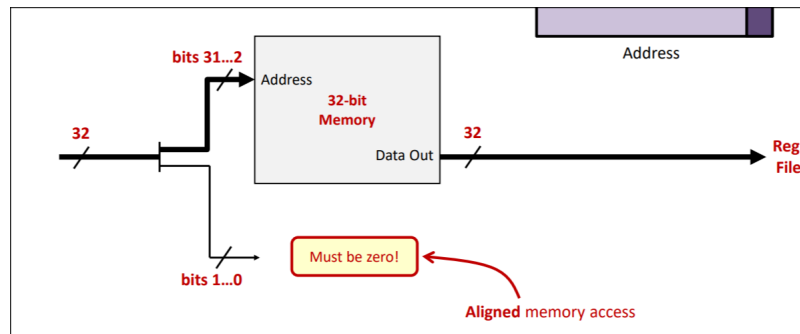 Address
bits 31...2
Address
32-bit
Memory
32
Data Out
32
Reg
File
Must be zero!
bits 1...0
Aligned memory access